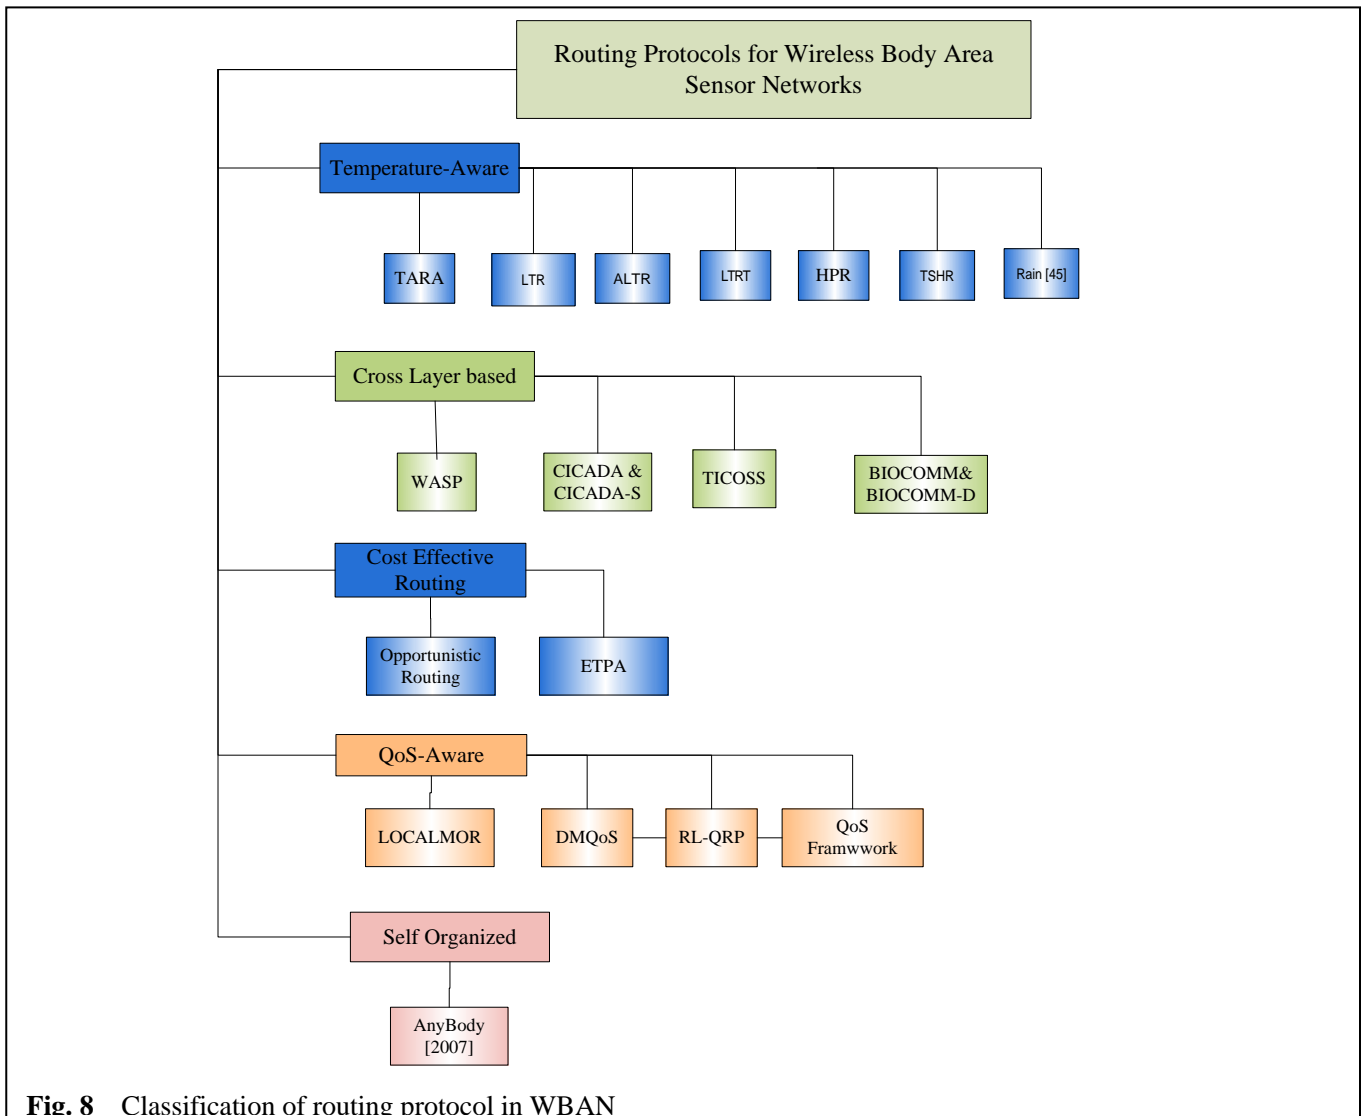 Routing Protocols for Wireless Body Area
Sensor Networks
Temperature-Aware
TARA
LTR
ALTR
LTRT
HPR
TSHR
Rain [45]
Cross Layer based
WASP
CICADA &
CICADA-S
TICOSS
BIOCOMM&
BIOCOMM-D
Cost Effective
Routing
Opportunistic
Routing
ETPA
QoS-Aware
LOCALMOR
DMQoS
RL-QRP
QoS
Framwwork
Self Organized
AnyBody
[2007]
Fig. 8 Classification of routing protocol in WBAN